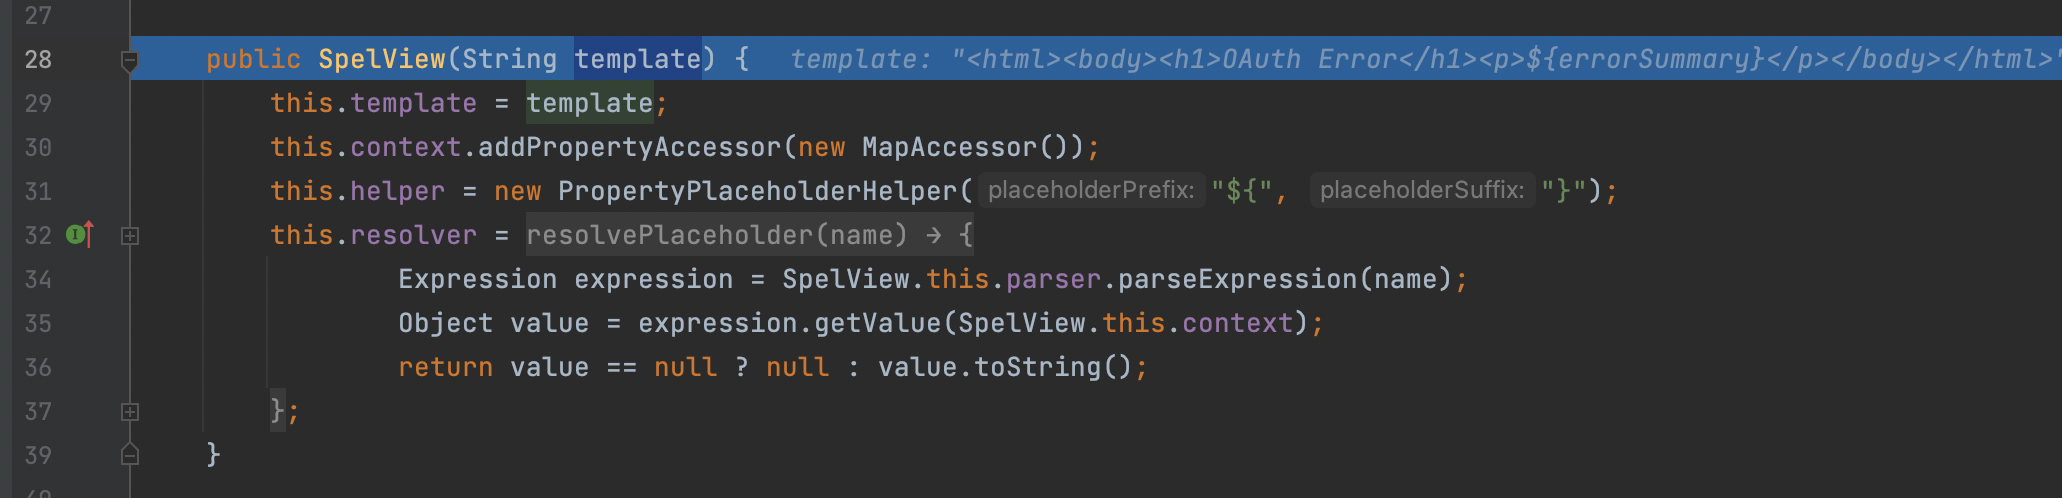 27
28 public SpelView(String template) { template: "<html><body><h1>OAuth Error</h1><p>${errorSummary}</p></body></html>"
29 this.template = template;
30 this.context.addPropertyAccessor(new MapAccessor());
31 this.helper = new PropertyPlaceholderHelper( placeholderPrefix: "${", placeholderSuffix: "}");
32 this.resolver = resolvePlaceholder(name) → {
34 Expression expression = SpelView.this.parser.parseExpression(name);
35 Object value = expression.getValue(SpelView.this.context);
36 return value == null ? null : value.toString();
37 };
39 }
40